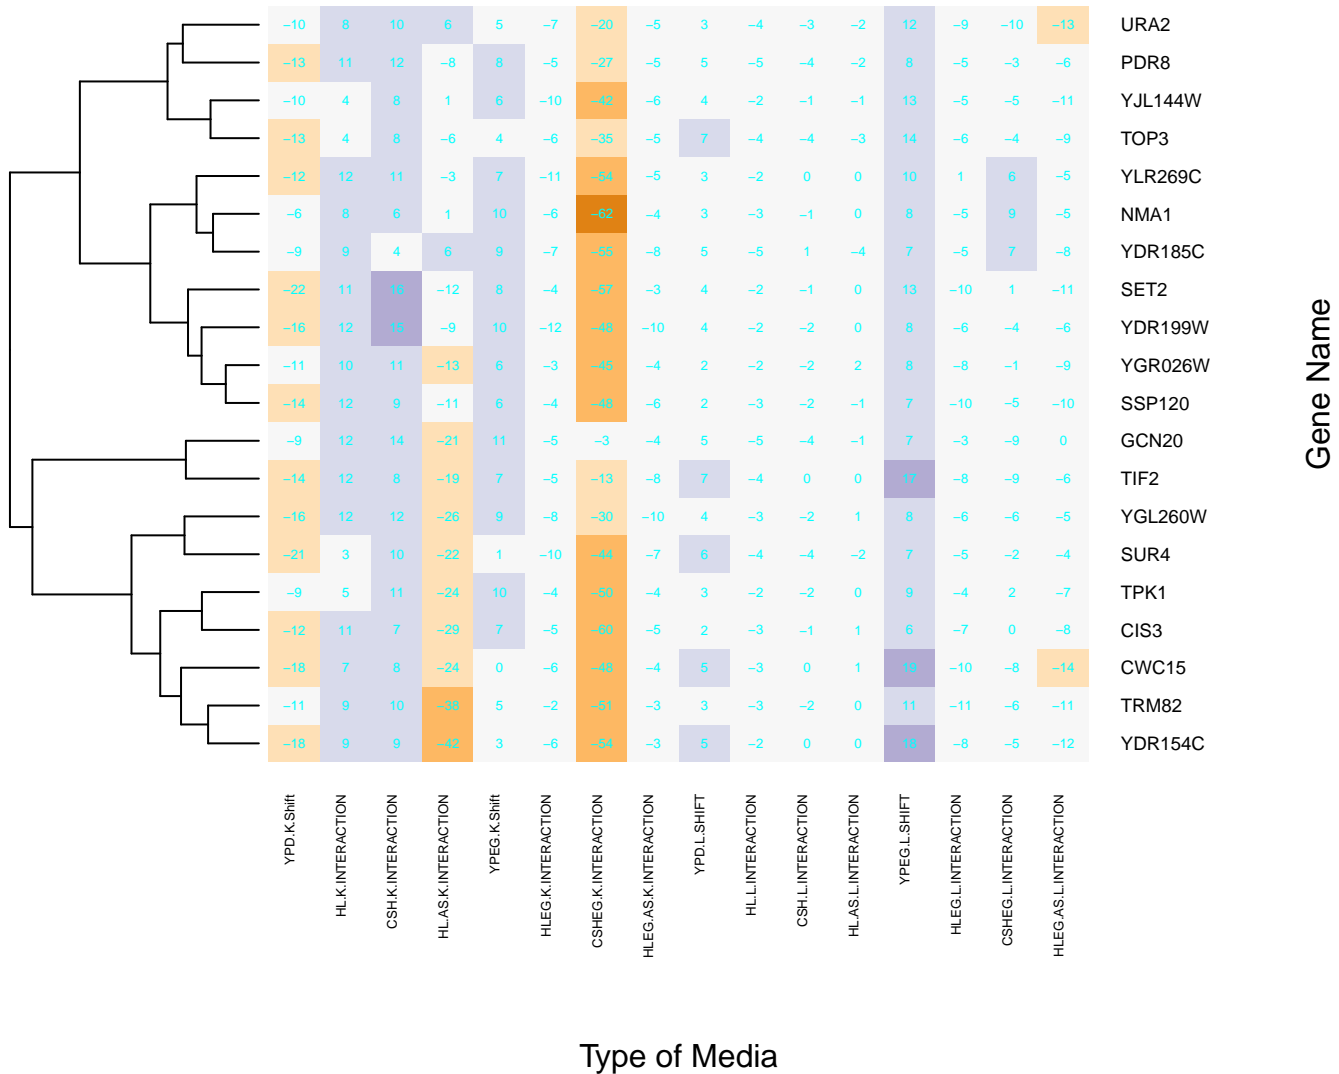 −10 8 10 6 5 −7 −20 −5 3 −4 −3 −2 12 −9 −10 −13 URA2
−13 11 12 −8 8 −5 −27 −5 5 −5 −4 −2 8 −5 −3 −6 PDR8
−10 4 8 1 6 −10 −42 −6 4 −2 −1 −1 13 −5 −5 −11 YJL144W
−13 4 8 −6 4 −6 −35 −5 7 −4 −4 −3 14 −6 −4 −9 TOP3
−12 12 11 −3 7 −11 −54 −5 3 −2 0 0 10 1 6 −5 YLR269C
−6 8 6 1 10 −6 −62 −4 3 −3 −1 0 8 −5 9 −5 NMA1
−9 9 4 6 9 −7 −55 −8 5 −5 1 −4 7 −5 7 −8 YDR185C
−22 11 16 −12 8 −4 −57 −3 4 −2 −1 0 13 −10 1 −11 SET2
−16 12 15 −9 10 −12 −48 −10 4 −2 −2 0 8 −6 −4 −6 YDR199W
−11 10 11 −13 6 −3 −45 −4 2 −2 −2 2 8 −8 −1 −9 YGR026W
−14 12 9 −11 6 −4 −48 −6 2 −3 −2 −1 7 −10 −5 −10 SSP120
−9 12 14 −21 11 −5 −3 −4 5 −5 −4 −1 7 −3 −9 0 GCN20
−14 12 8 −19 7 −5 −13 −8 7 −4 0 0 17 −8 −9 −6 TIF2
−16 12 12 −26 9 −8 −30 −10 4 −3 −2 1 8 −6 −6 −5 YGL260W
−21 3 10 −22 1 −10 −44 −7 6 −4 −4 −2 7 −5 −2 −4 SUR4
−9 5 11 −24 10 −4 −50 −4 3 −2 −2 0 9 −4 2 −7 TPK1
−12 11 7 −29 7 −5 −60 −5 2 −3 −1 1 6 −7 0 −8 CIS3
−18 7 8 −24 0 −6 −48 −4 5 −3 0 1 −10 −8 −14 CWC15
−11 9 10 −38 5 −2 −51 −3 3 −3 −2 0 11 −11 −6 −11 TRM82
−18 9 9 −42 3 −6 −54 −3 5 −2 0 0 −8 −5 −12 YDR154C
Gene Name
YPD.K.Shift
HL.K.INTERACTION
CSH.K.INTERACTION
HL.AS.K.INTERACTION
YPEG.K.Shift
HLEG.K.INTERACTION
CSHEG.K.INTERACTION
HLEG.AS.K.INTERACTION
YPD.L.SHIFT
HL.L.INTERACTION
CSH.L.INTERACTION
HL.AS.L.INTERACTION
YPEG.L.SHIFT
HLEG.L.INTERACTION
CSHEG.L.INTERACTION
HLEG.AS.L.INTERACTION
Type of Media